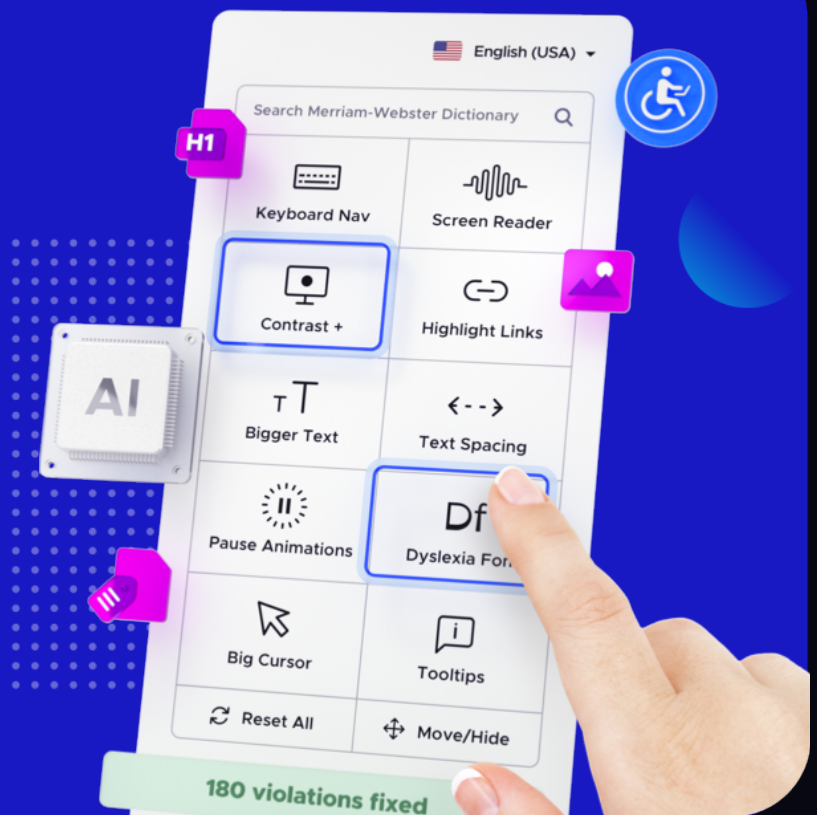 English (USA)
Search Merriam-Webster Dictionary
H1
Keyboard Nav
Screen Reader
Contrast +
Highlight Links
AI
TT
Bigger Text
Text Spacing
Pause Animations
Df
Dyslexia Fon
Big Cursor
i
Tooltips
Reset All
Move/Hide
180 violations fixed